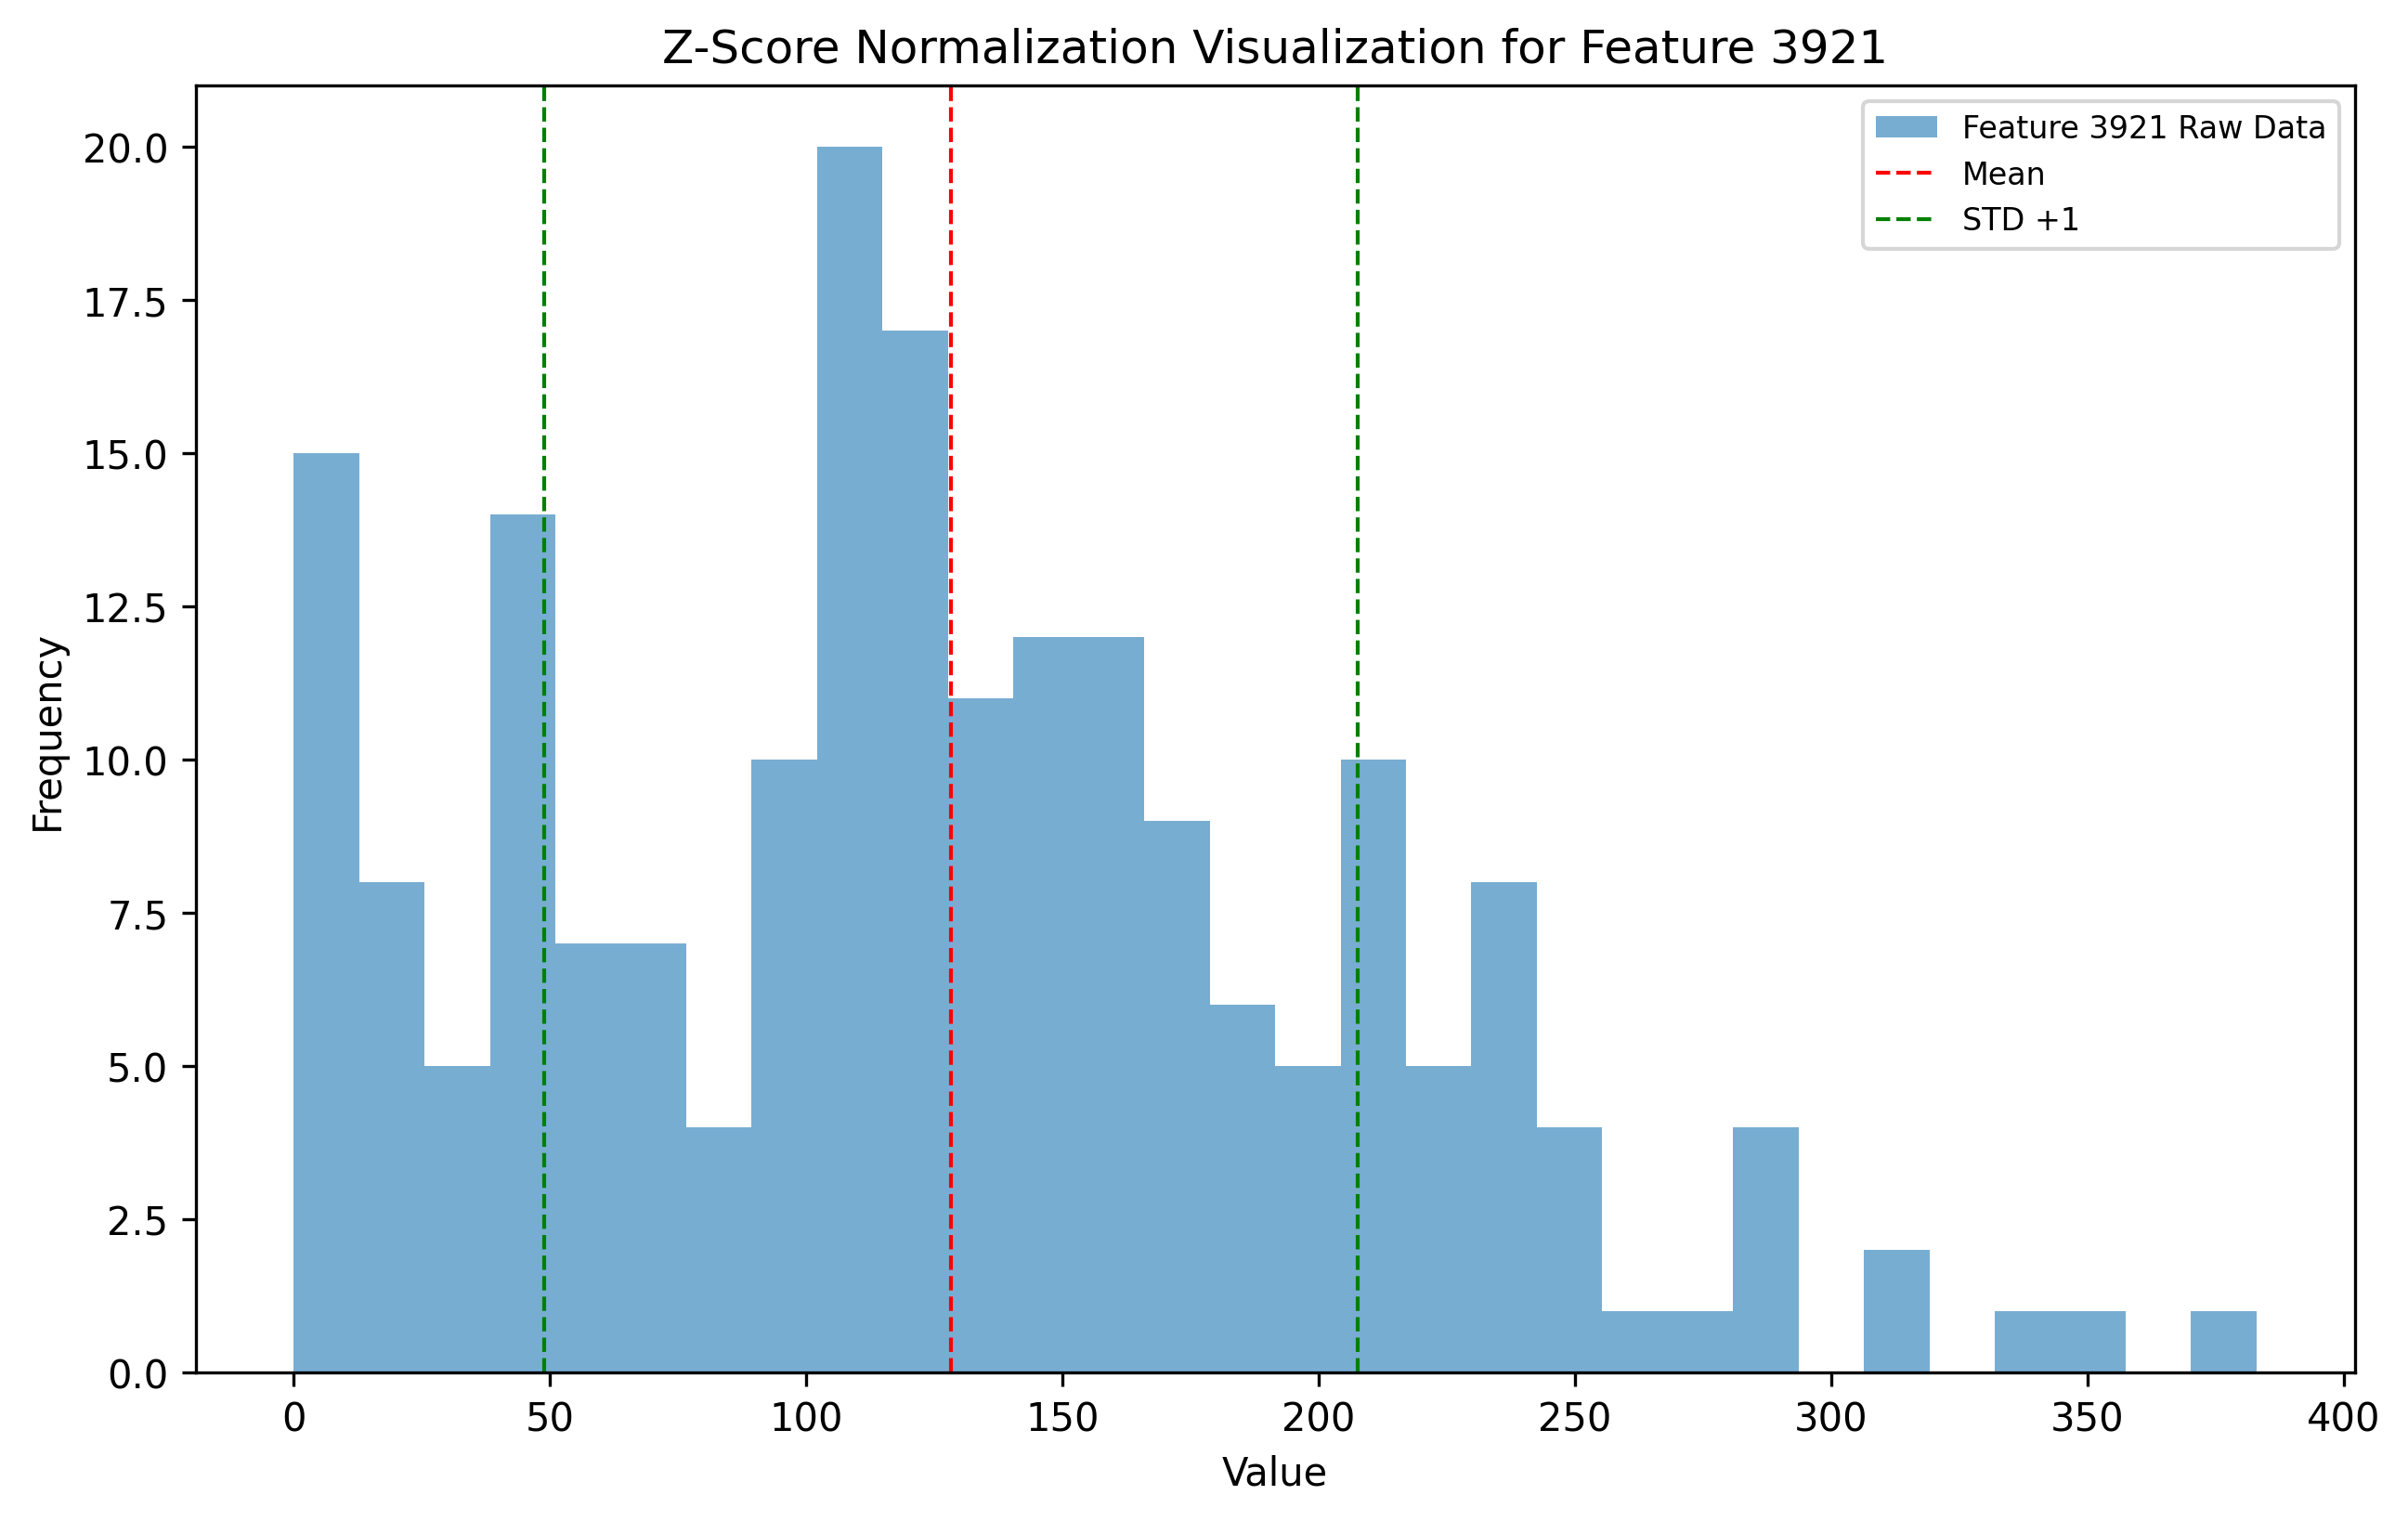 Z-Score Normalization Visualization for Feature 3921
Feature 3921 Raw Data
Mean
STD +1
20.0
17.5
15.0
12.5
10.0
7.5
5.0
2.5
0.0
Frequency
0 50 100 150 200 250 300 350 400
Value